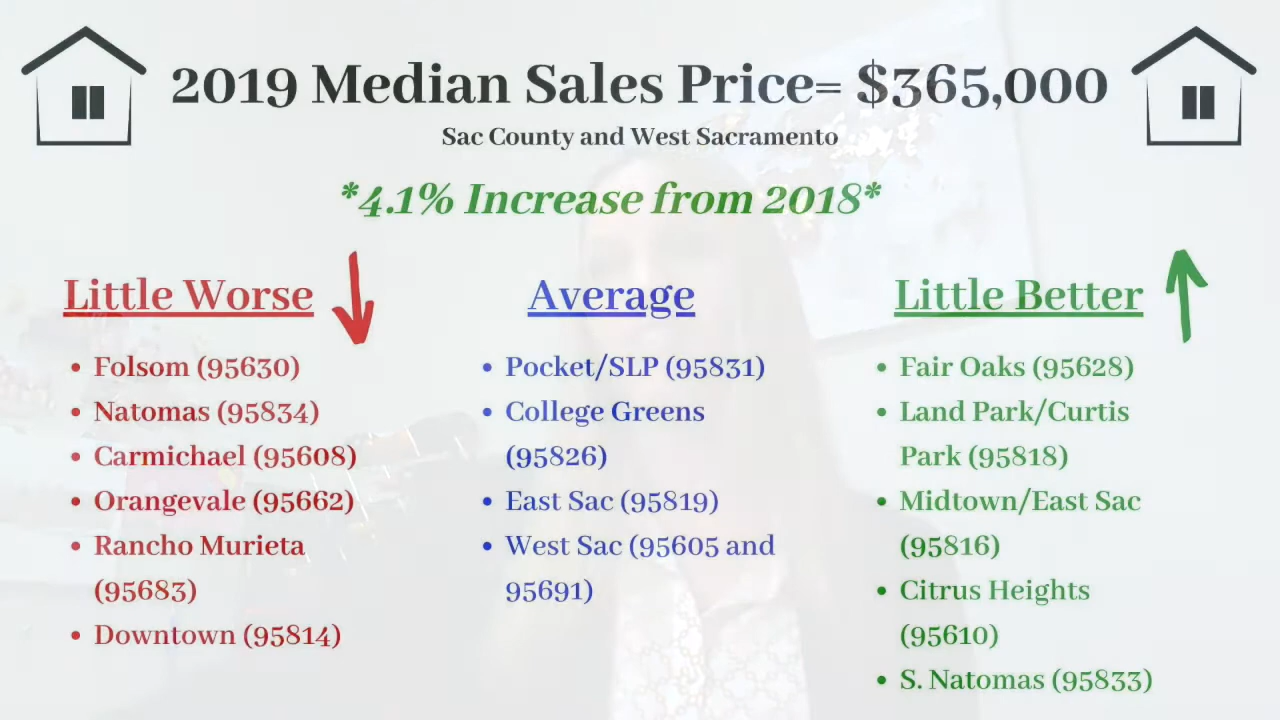 2019 Median Sales Price= $365,000
Sac County and West Sacramento
*4.1% Increase from 2018*
Little Worse
• Folsom (95630)
• Natomas (95834)
• Carmichael (95608)
• Orangevale (95662)
• Rancho Murieta
(95683)
• Downtown (95814)
Average
• Pocket/SLP (95831)
• College Greens
(95826)
• East Sac (95819)
• West Sac (95605 and
95691)
Little Better
• Fair Oaks (95628)
• Land Park/Curtis
Park (95818)
• Midtown/East Sac
(95816)
• Citrus Heights
(95610)
• S. Natomas (95833)